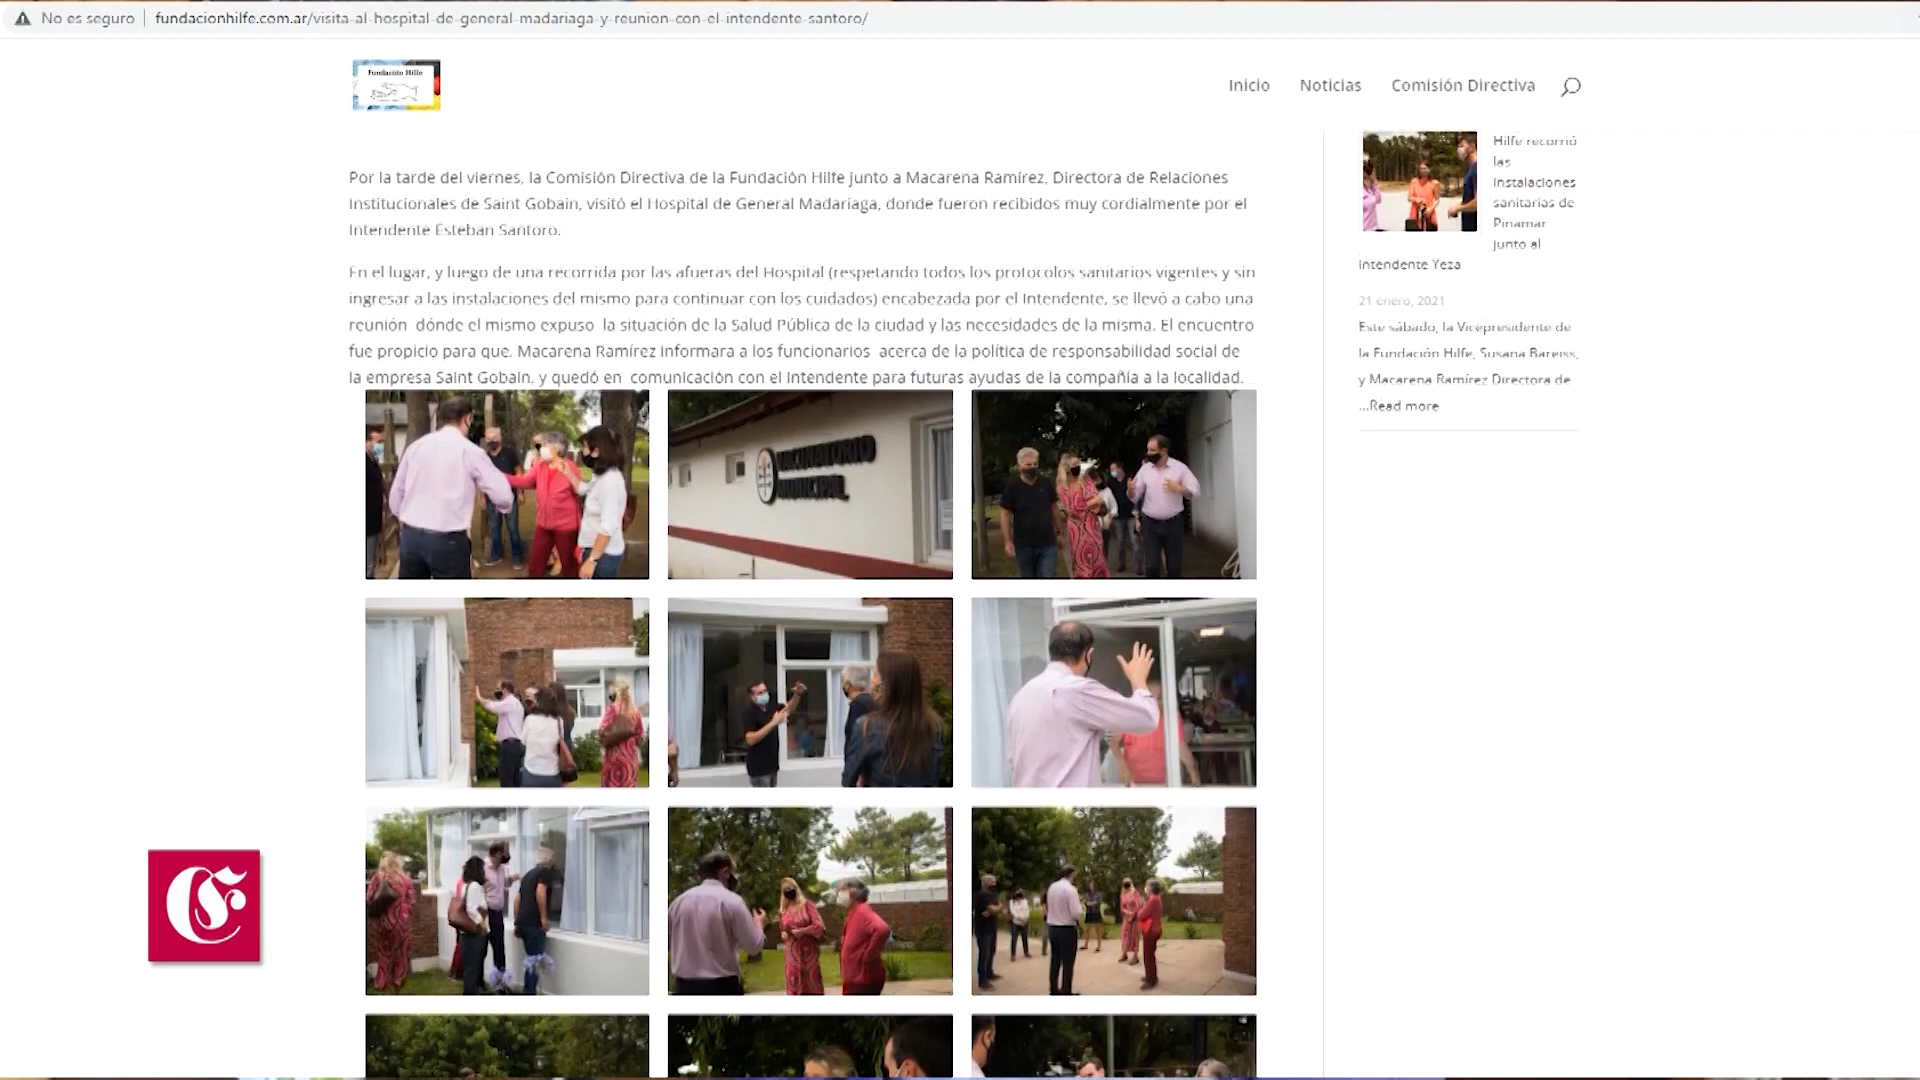 No es seguro fundacionhilfe.com.ar/visita-al-hospital-de-general-madariaga-y-reunion-con-el-intendente-santoro/
Fundación Hilfe
Inicio Noticias Comisión Directiva
Por la tarde del viernes, la Comisión Directiva de la Fundación Hilfe junto a Macarena Ramírez, Directora de Relaciones
Institucionales de Saint Gobain, visitó el Hospital de General Madariaga, donde fueron recibidos muy cordialmente por el
Intendente Esteban Santoro.
En el lugar, y luego de una recorrida por las afueras del Hospital (respetando todos los protocolos sanitarios vigentes y sin
ingresar a las instalaciones del mismo para continuar con los cuidados) encabezada por el Intendente, se llevó a cabo una
reunión dónde el mismo expuso la situación de la Salud Pública de la ciudad y las necesidades de la misma. El encuentro
fue propicio para que. Macarena Ramírez informara a los funcionarios acerca de la política de responsabilidad social de
la empresa Saint Gobain, y quedó en comunicación con el Intendente para futuras ayudas de la compañía a la localidad.
VACUNATORIO
MUNICIPAL
Hilfe recorrió
las
instalaciones
sanitarias de
Pinamar
junto al
intendente Yeza
21 enero, 2021
Este sábado, la Vicepresidente de
la Fundación Hilfe, Susana Bareiss,
y Macarena Ramírez Directora de
...Read more